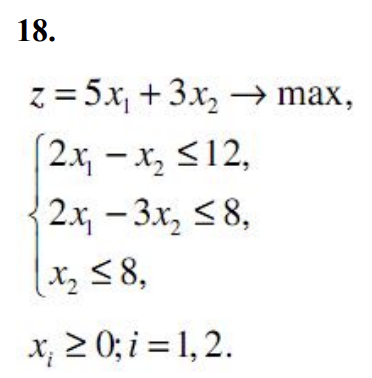 18.
z = 5x₁ + 3x₂ → max,
2x₁ − x₂ ≤ 12,
2x₁ − 3x₂ ≤ 8,
x₂ ≤ 8,
xᵢ ≥ 0; i = 1, 2.